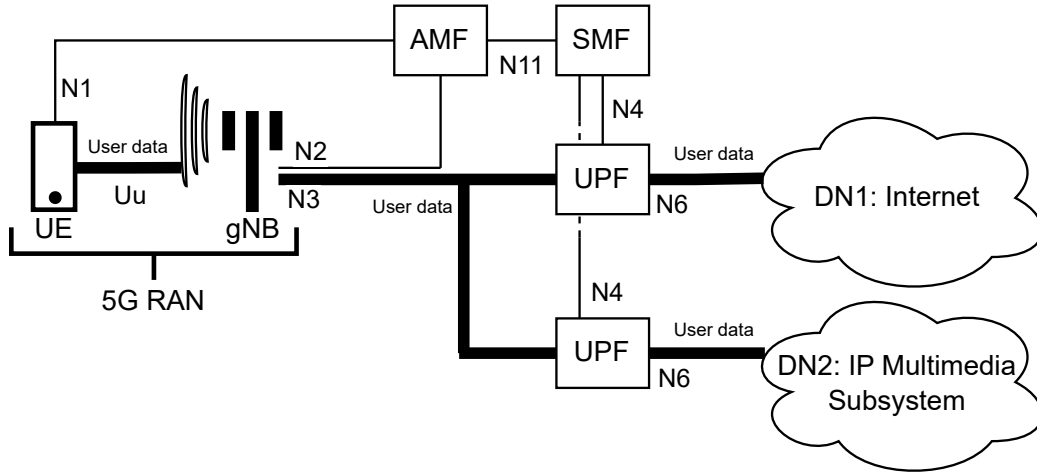 AMF
SMF
N11
N1
N4
User data
Uu
UE
gNB
N2
N3
User data
UPF
User data
N6
DN1: Internet
5G RAN
N4
UPF
User data
N6
DN2: IP Multimedia
Subsystem